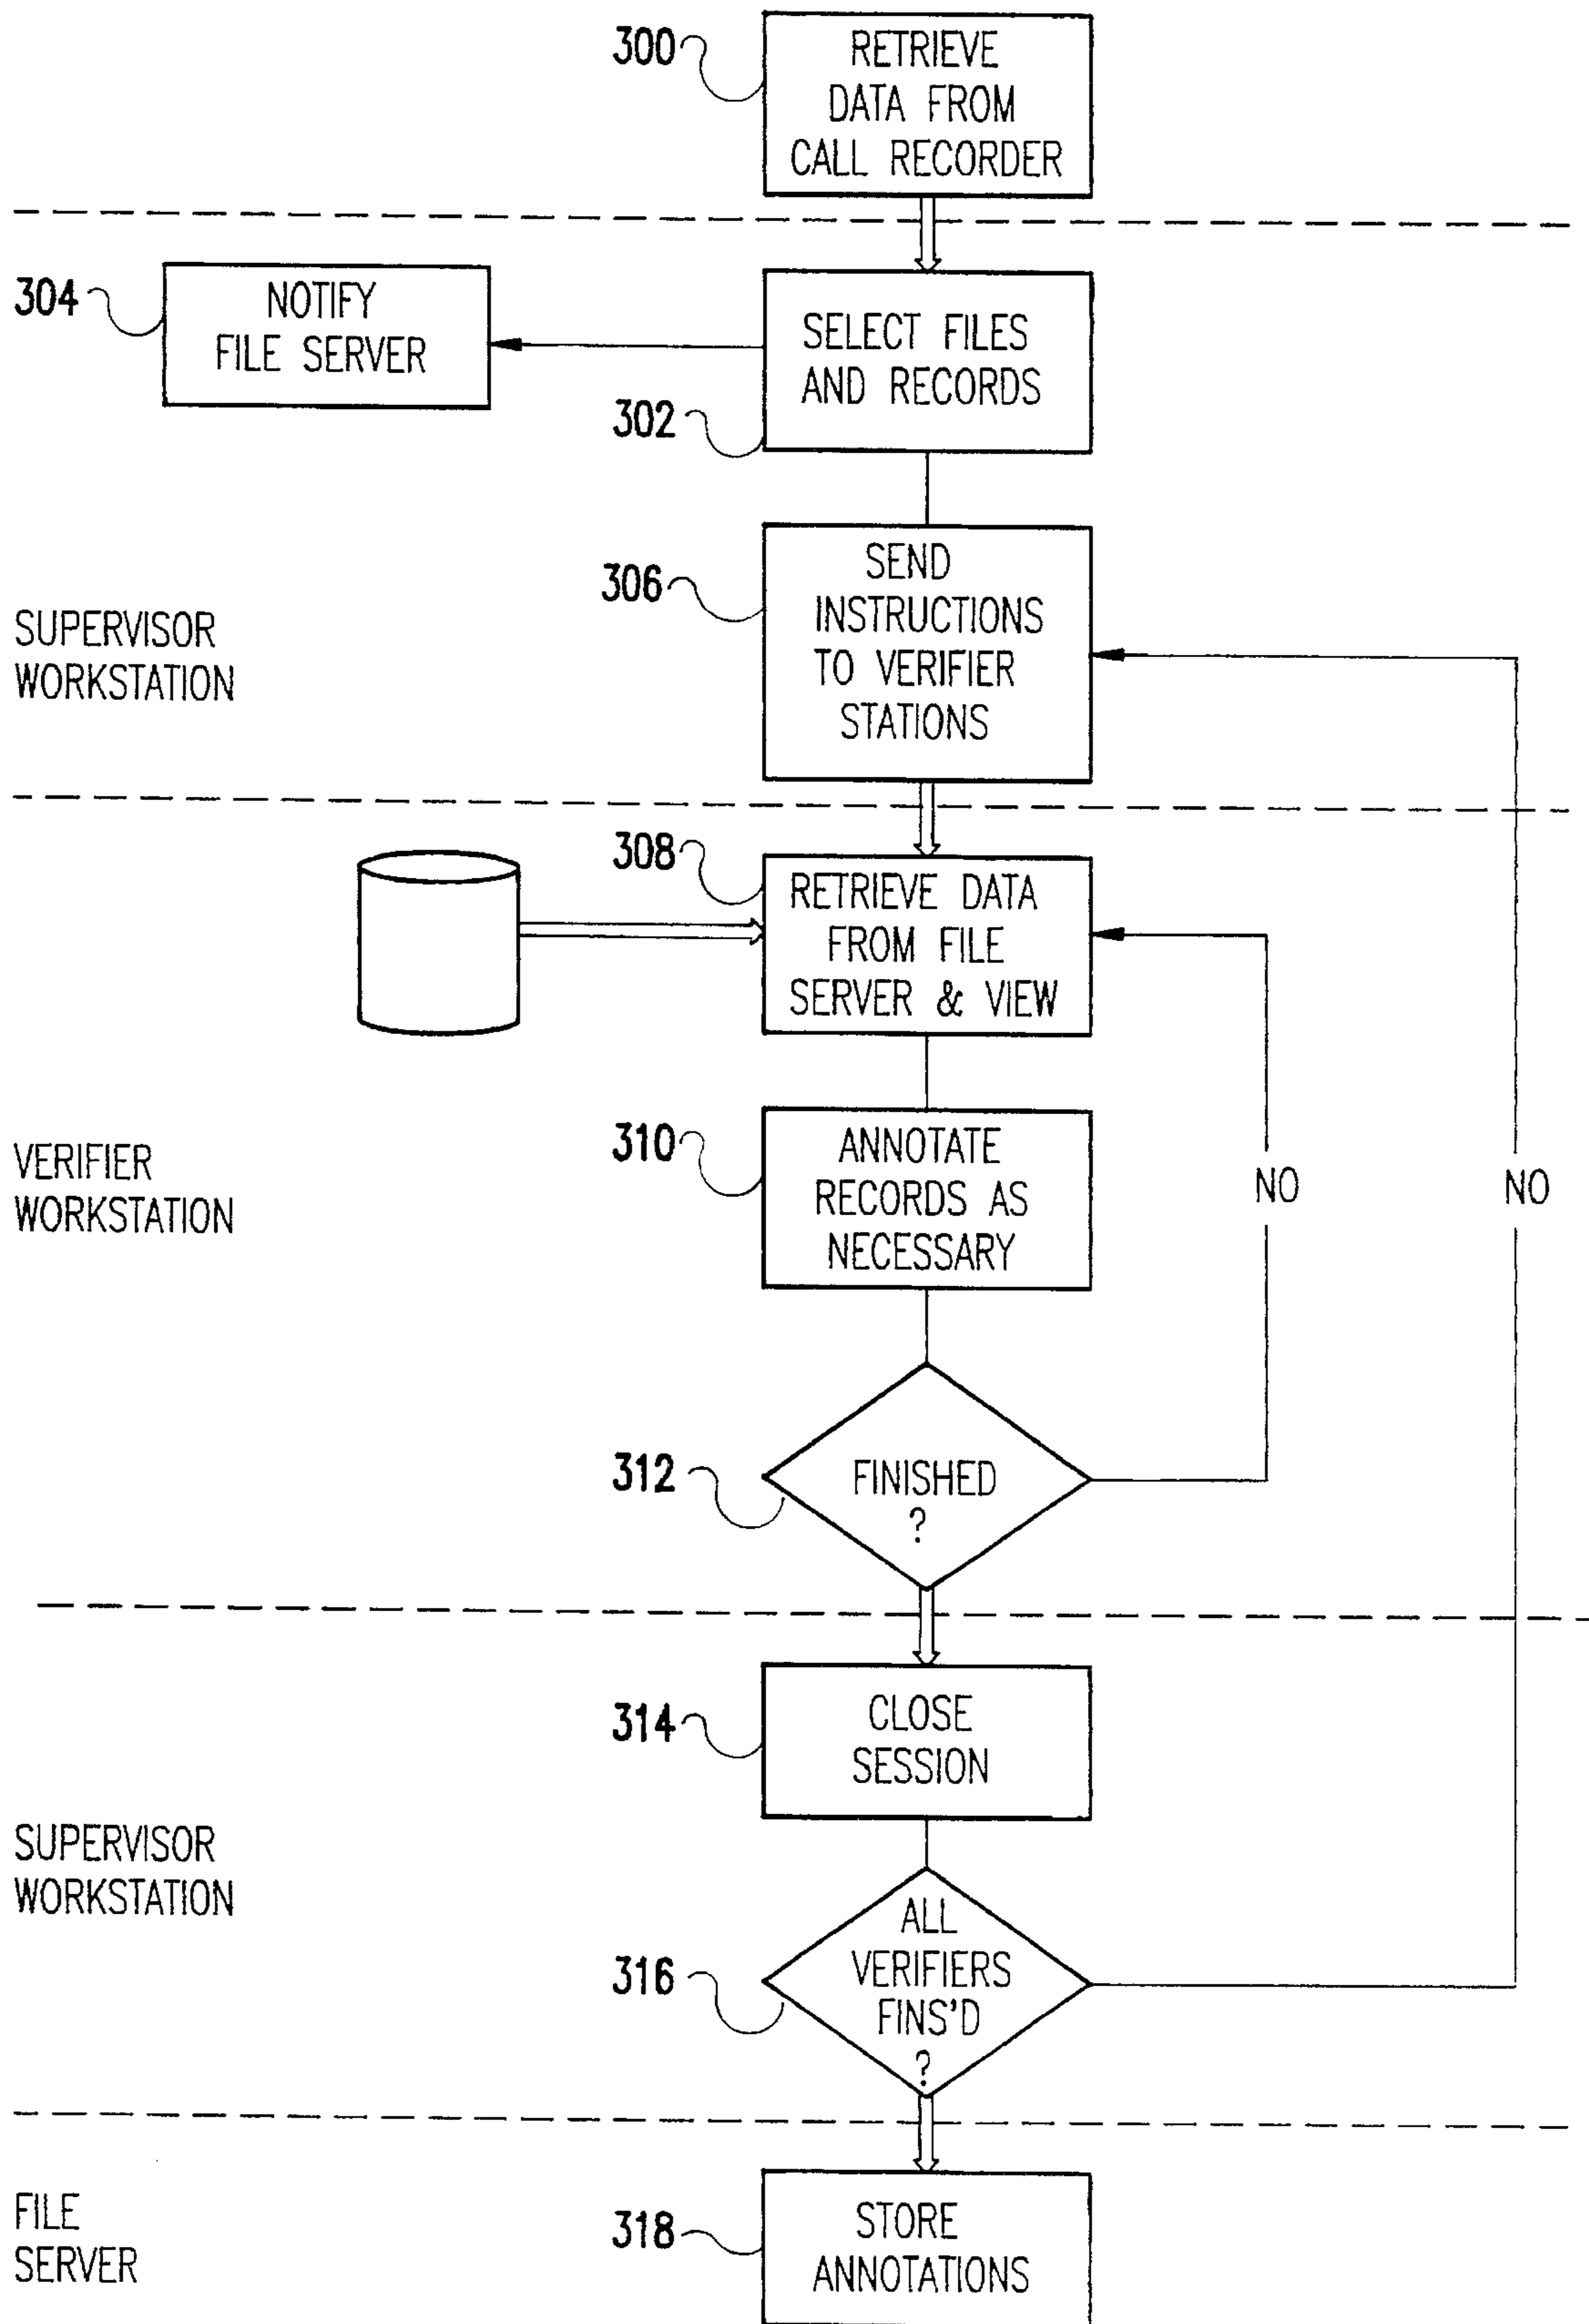 300
RETRIEVE
DATA FROM
CALL RECORDER
304
NOTIFY
FILE SERVER
SELECT FILES
AND RECORDS
302
306
SEND
INSTRUCTIONS
TO VERIFIER
STATIONS
SUPERVISOR
WORKSTATION
308
RETRIEVE DATA
FROM FILE
SERVER & VIEW
VERIFIER
WORKSTATION
310
ANNOTATE
RECORDS AS
NECESSARY
NO
NO
312
FINISHED
?
314
CLOSE
SESSION
SUPERVISOR
WORKSTATION
316
ALL
VERIFIERS
FINS'D
?
FILE
SERVER
318
STORE
ANNOTATIONS